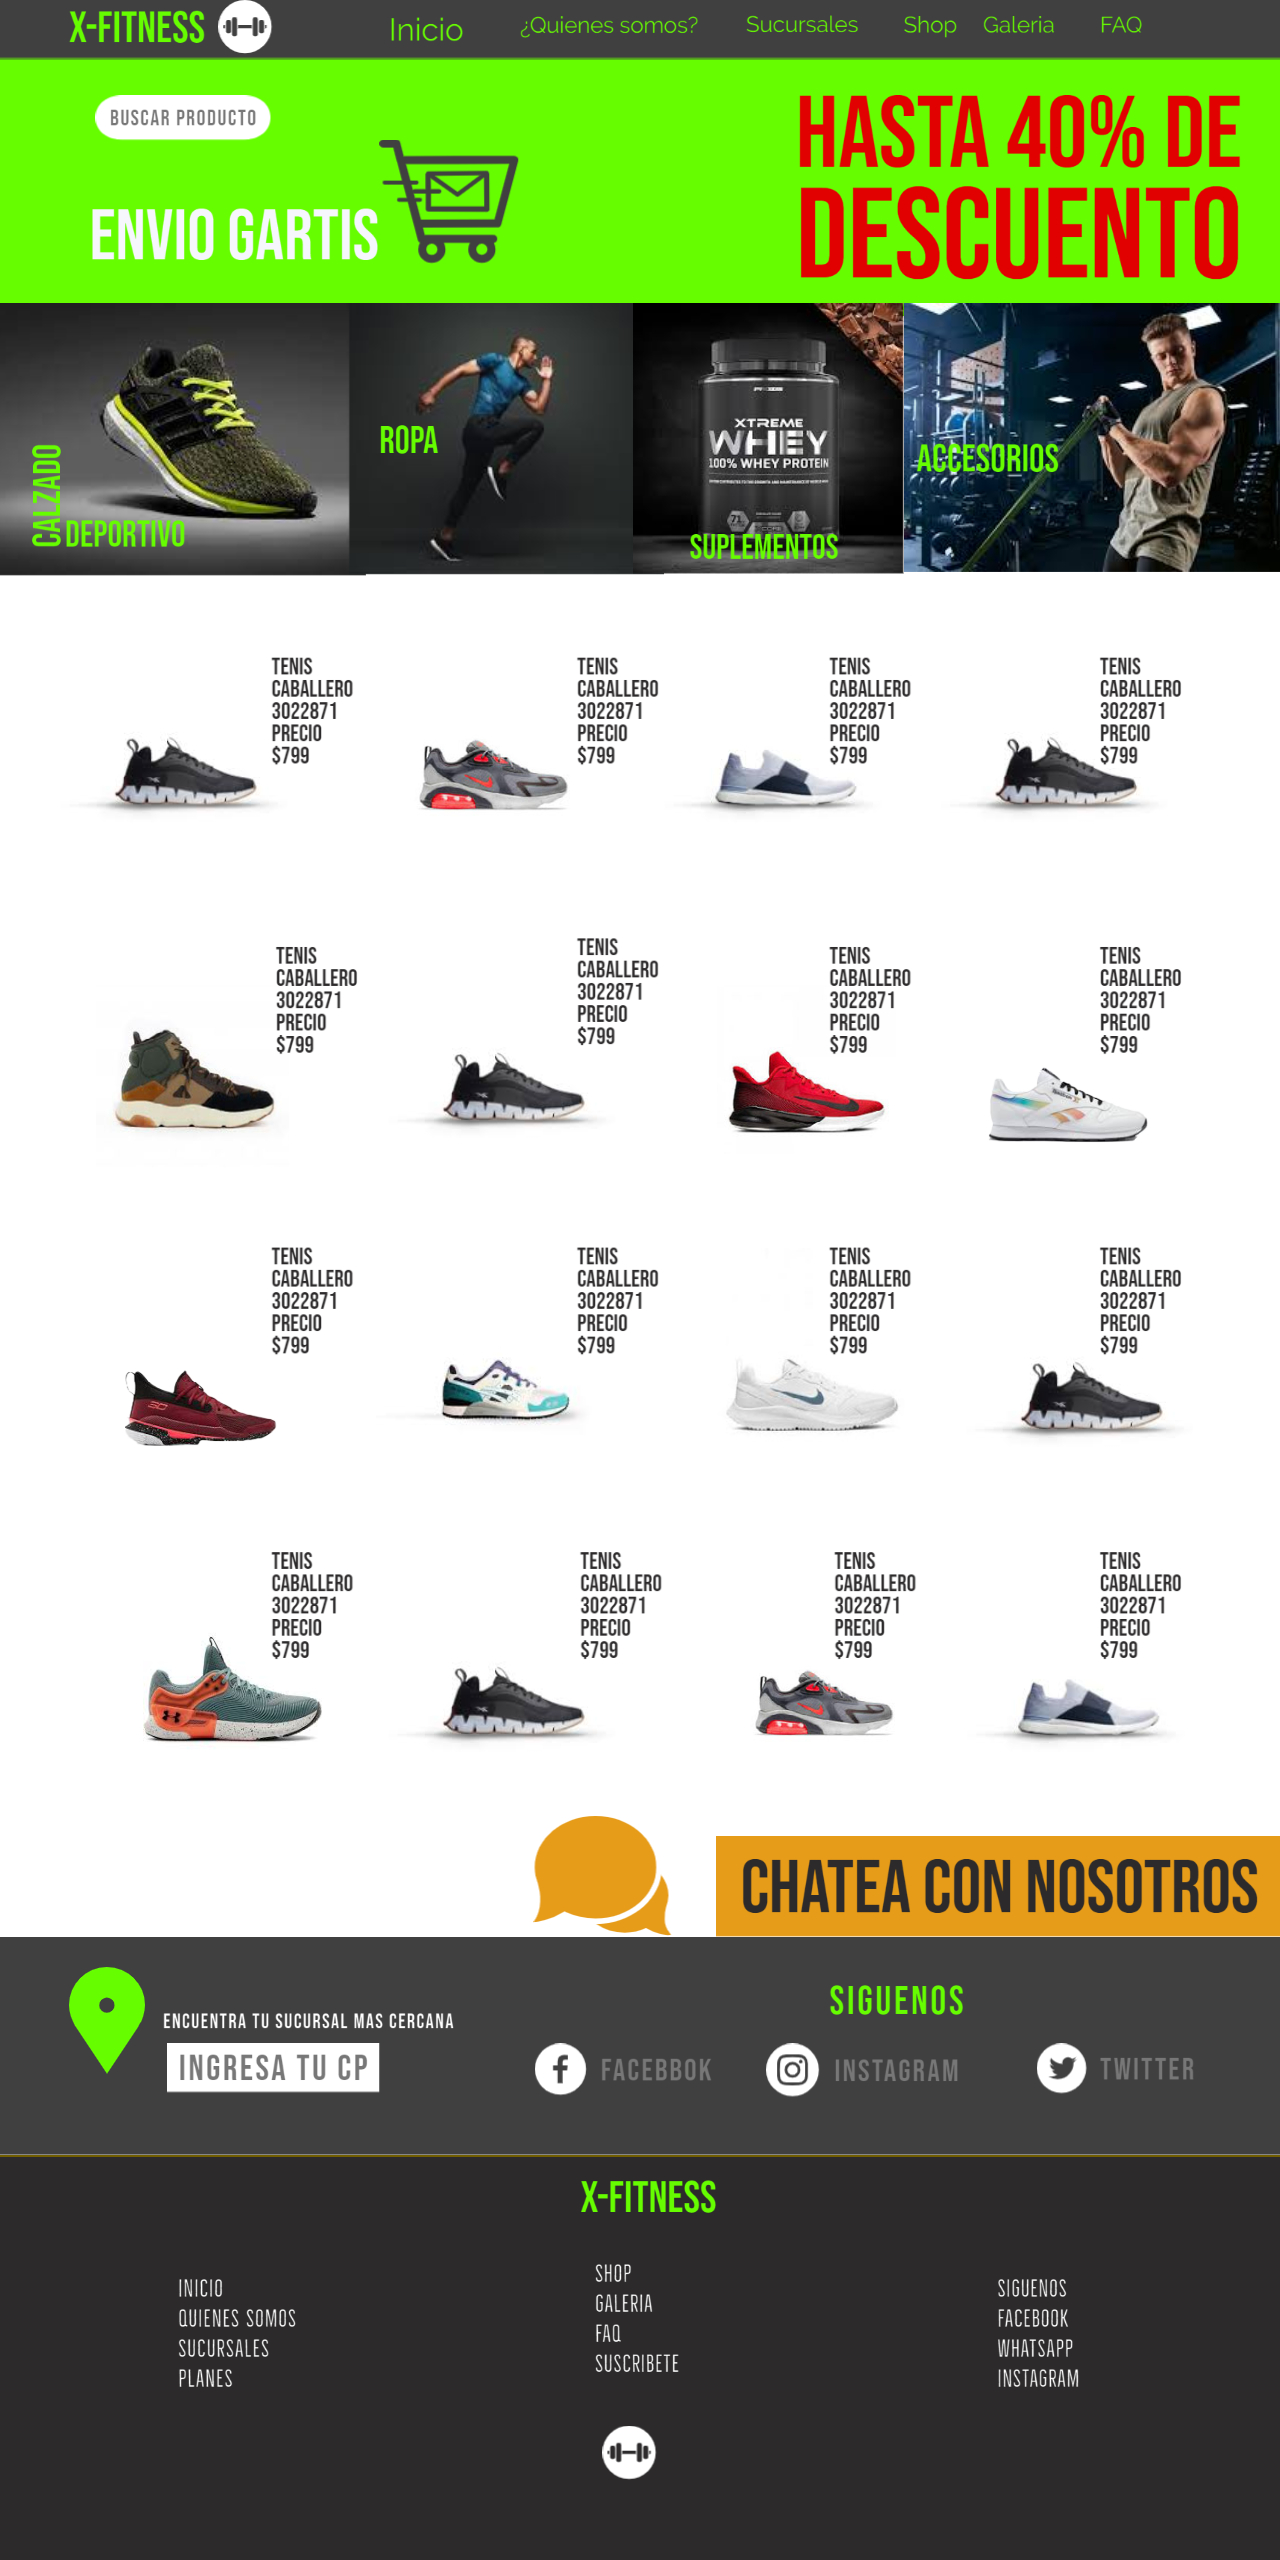 X-FITNESS
Inicio
¿Quienes somos?
Sucursales
Shop
Galeria
FAQ
BUSCAR PRODUCTO
HASTA 40% DE
DESCUENTO
ENVIO GARTIS
CALZADO
DEPORTIVO
ROPA
XTREME
WHEY
100% WHEY PROTEIN
SUPLEMENTOS
ACCESORIOS
TENIS
CABALLERO
3022871
PRECIO
$799
TENIS
CABALLERO
3022871
PRECIO
$799
TENIS
CABALLERO
3022871
PRECIO
$799
TENIS
CABALLERO
3022871
PRECIO
$799
TENIS
CABALLERO
3022871
PRECIO
$799
TENIS
CABALLERO
3022871
PRECIO
$799
TENIS
CABALLERO
3022871
PRECIO
$799
TENIS
CABALLERO
3022871
PRECIO
$799
TENIS
CABALLERO
3022871
PRECIO
$799
TENIS
CABALLERO
3022871
PRECIO
$799
TENIS
CABALLERO
3022871
PRECIO
$799
TENIS
CABALLERO
3022871
PRECIO
$799
TENIS
CABALLERO
3022871
PRECIO
$799
TENIS
CABALLERO
3022871
PRECIO
$799
TENIS
CABALLERO
3022871
PRECIO
$799
TENIS
CABALLERO
3022871
PRECIO
$799
CHATEA CON NOSOTROS
ENCUENTRA TU SUCURSAL MAS CERCANA
INGRESA TU CP
SIGUENOS
FACEBBOK
INSTAGRAM
TWITTER
X-FITNESS
INICIO
QUIENES SOMOS
SUCURSALES
PLANES
SHOP
GALERIA
FAQ
SUSCRIBETE
SIGUENOS
FACEBOOK
WHATSAPP
INSTAGRAM